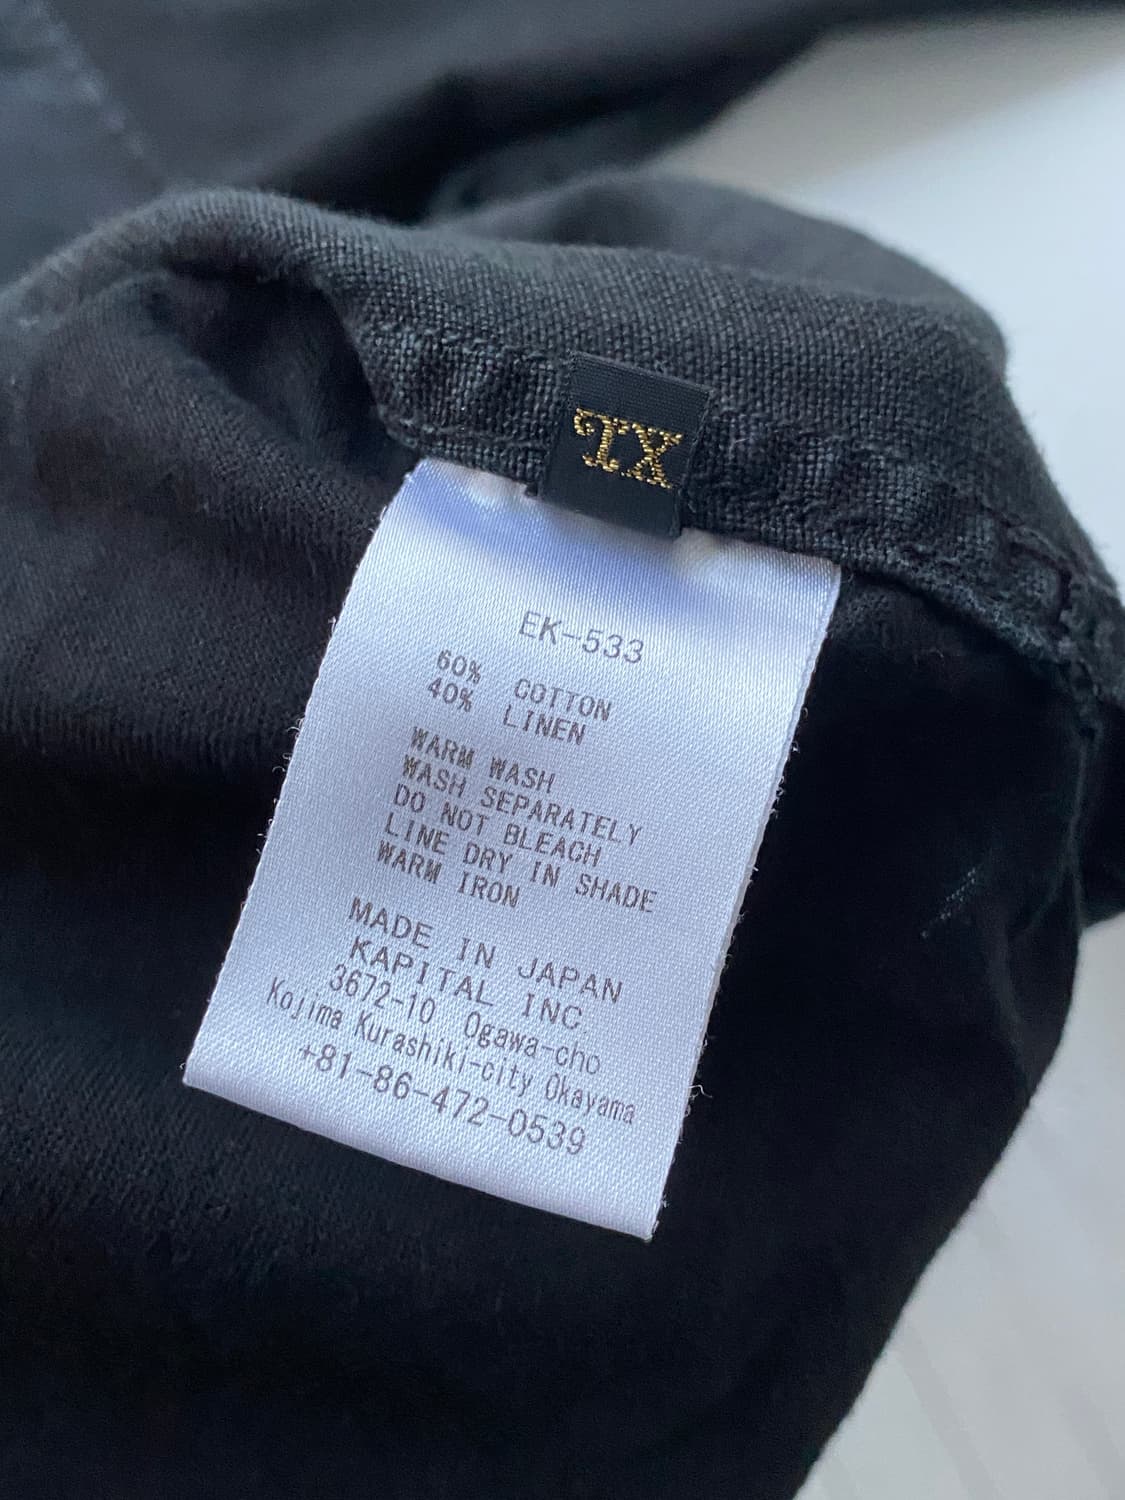 XL
EK-533
60% COTTON
40% LINEN
WARM WASH
WASH SEPARATELY
DO NOT BLEACH
LINE DRY IN SHADE
WARM IRON
MADE IN JAPAN
KAPITAL INC.
3672-10 Ogawa-cho
Kojima Kurashiki-city Okayama
+81-86-472-0539